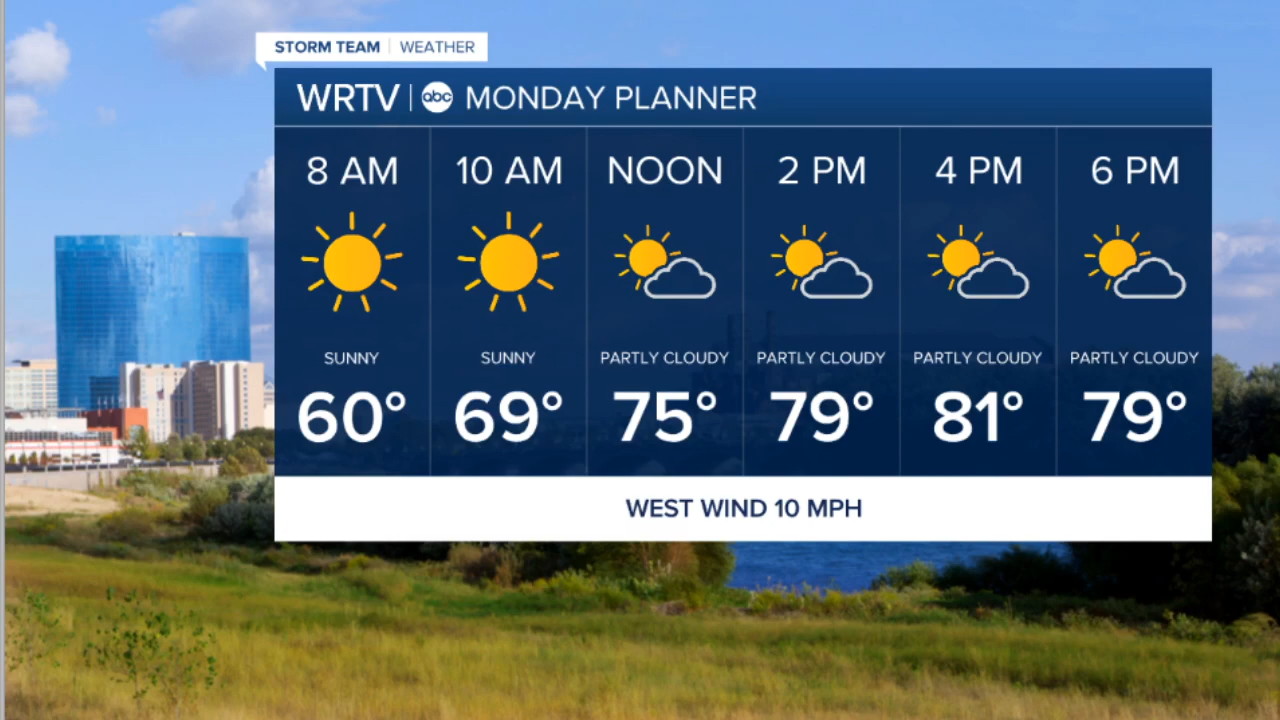 STORM TEAM | WEATHER
WRTV | abc MONDAY PLANNER
8 AM 10 AM NOON 2 PM 4 PM 6 PM
SUNNY SUNNY PARTLY CLOUDY PARTLY CLOUDY PARTLY CLOUDY PARTLY CLOUDY
60° 69° 75° 79° 81° 79°
WEST WIND 10 MPH